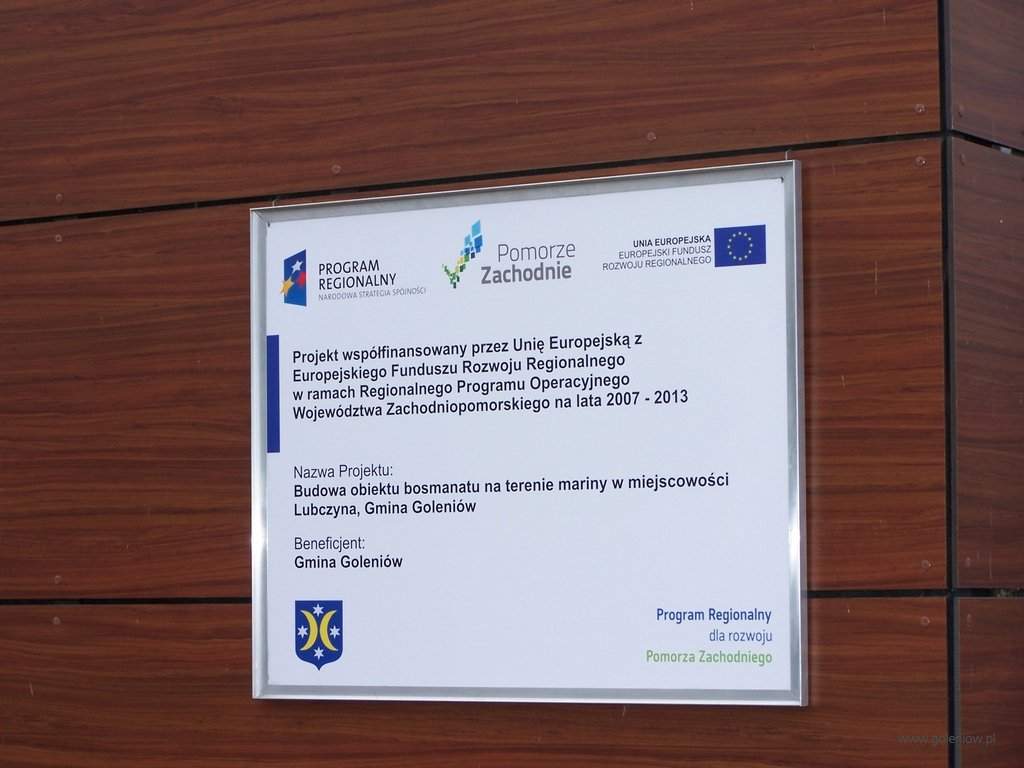 PROGRAM
REGIONALNY
NARODOWA STRATEGIA SPÓJNOŚCI
Pomorze
Zachodnie
UNIA EUROPEJSKA
EUROPEJSKI FUNDUSZ
ROZWOJU REGIONALNEGO
Projekt współfinansowany przez Unię Europejską z
Europejskiego Funduszu Rozwoju Regionalnego
w ramach Regionalnego Programu Operacyjnego
Województwa Zachodniopomorskiego na lata 2007 - 2013
Nazwa Projektu:
Budowa obiektu bosmanatu na terenie mariny w miejscowości
Lubczyna, Gmina Goleniów
Beneficjent:
Gmina Goleniów
Program Regionalny
dla rozwoju
Pomorza Zachodniego
www.goleniow.pl